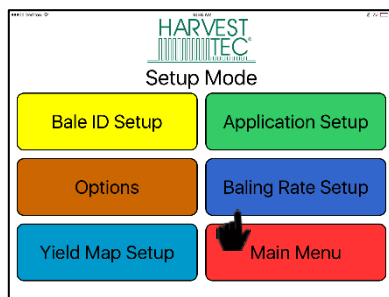 HARVEST
TEC
Setup Mode
Bale ID Setup
Application Setup
Options
Baling Rate Setup
Yield Map Setup
Main Menu